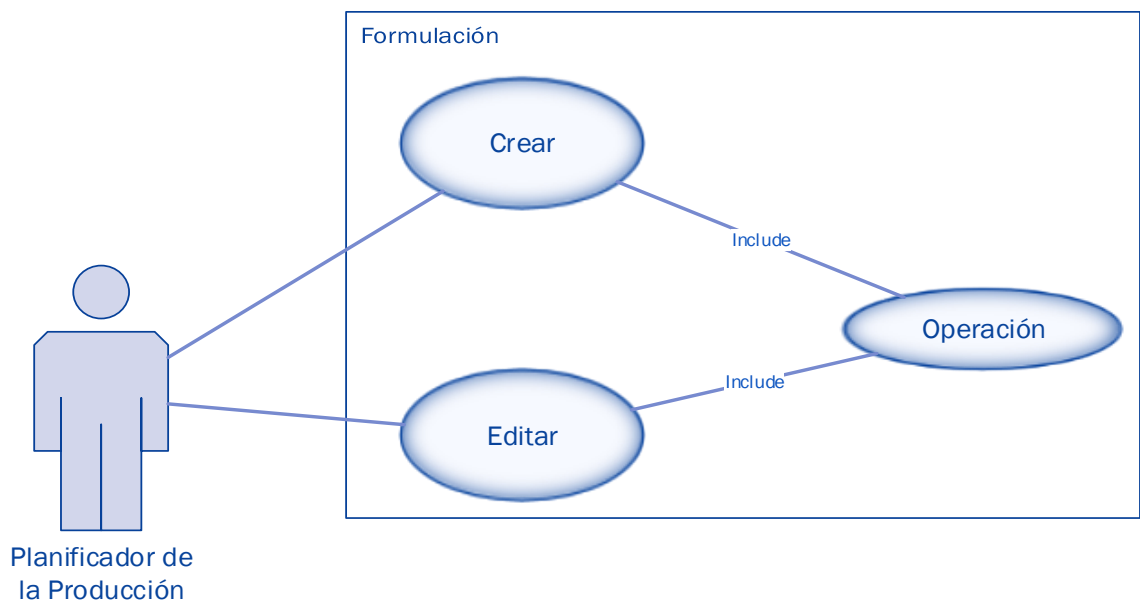 Formulación
Crear
Include
Operación
Include
Editar
Planificador de
la Producción